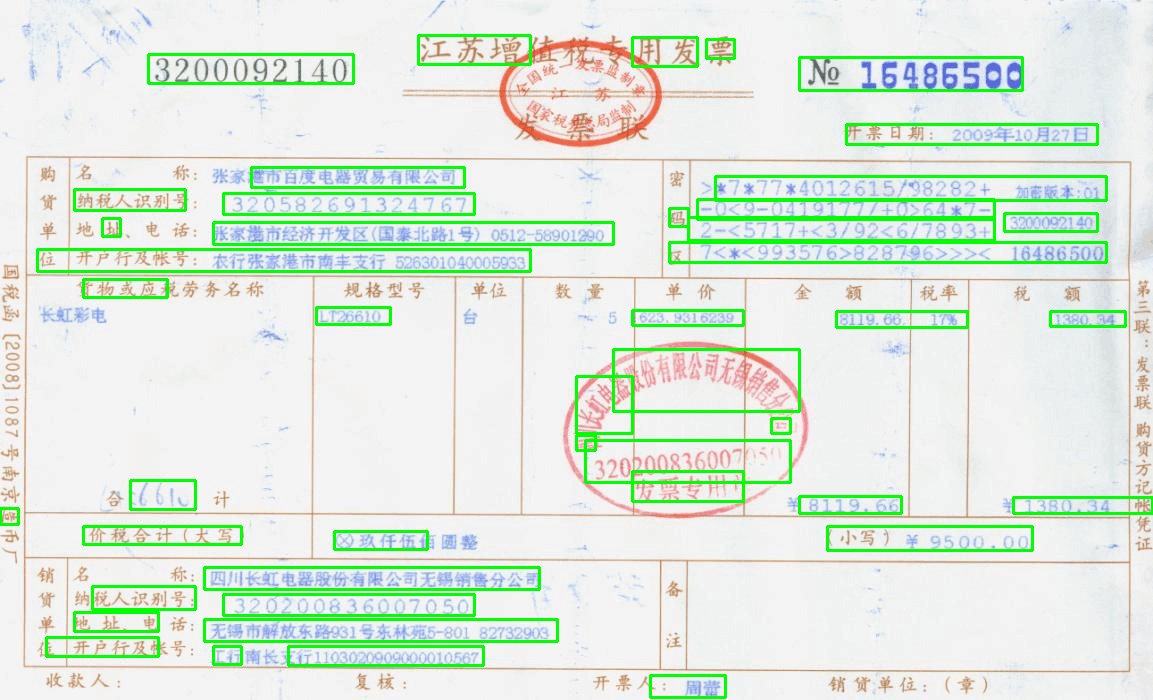 江苏增值税专用发票
3200092140
№ 16486500
全国统一发票监制章
江苏
国家税务总局监制
发票联
开票日期: 2009年10月27日
购货单位
名称: 张家港市百度电器贸易有限公司
纳税人识别号: 320582691324767
地址、电话: 张家港市经济开发区(国泰北路1号) 0512-58901290
开户行及帐号: 农行张家港市南丰支行 526301040005933
密码区
>*7*77*4012615/98282+ 加密版本:01
-0<9-0419177/+0>64*7-
2-<5717+<3/92<6/7893+ 3200092140
7<*<993576>828796>>>< 16486500
货物或应税劳务名称 规格型号 单位 数量 单价 金额 税率 税额
长虹彩电 LT26610 台 5 1623.9316239 8119.66 17% 1380.34
四川长虹电器股份有限公司无锡销售分公司
320200836007050
发票专用章
合计 ¥8119.66 ¥1380.34
价税合计(大写) ⊗玖仟伍佰圆整 (小写) ¥9500.00
销货单位
名称: 四川长虹电器股份有限公司无锡销售分公司
纳税人识别号: 320200836007050
地址、电话: 无锡市解放东路931号东林苑5-801 82732903
开户行及帐号: 工行南长支行1103020909000010567
备注
收款人: 复核: 开票人: 周蕾 销货单位:(章)
国税函[2008]1087号南京造币厂
第三联:发票联 购货方记帐凭证